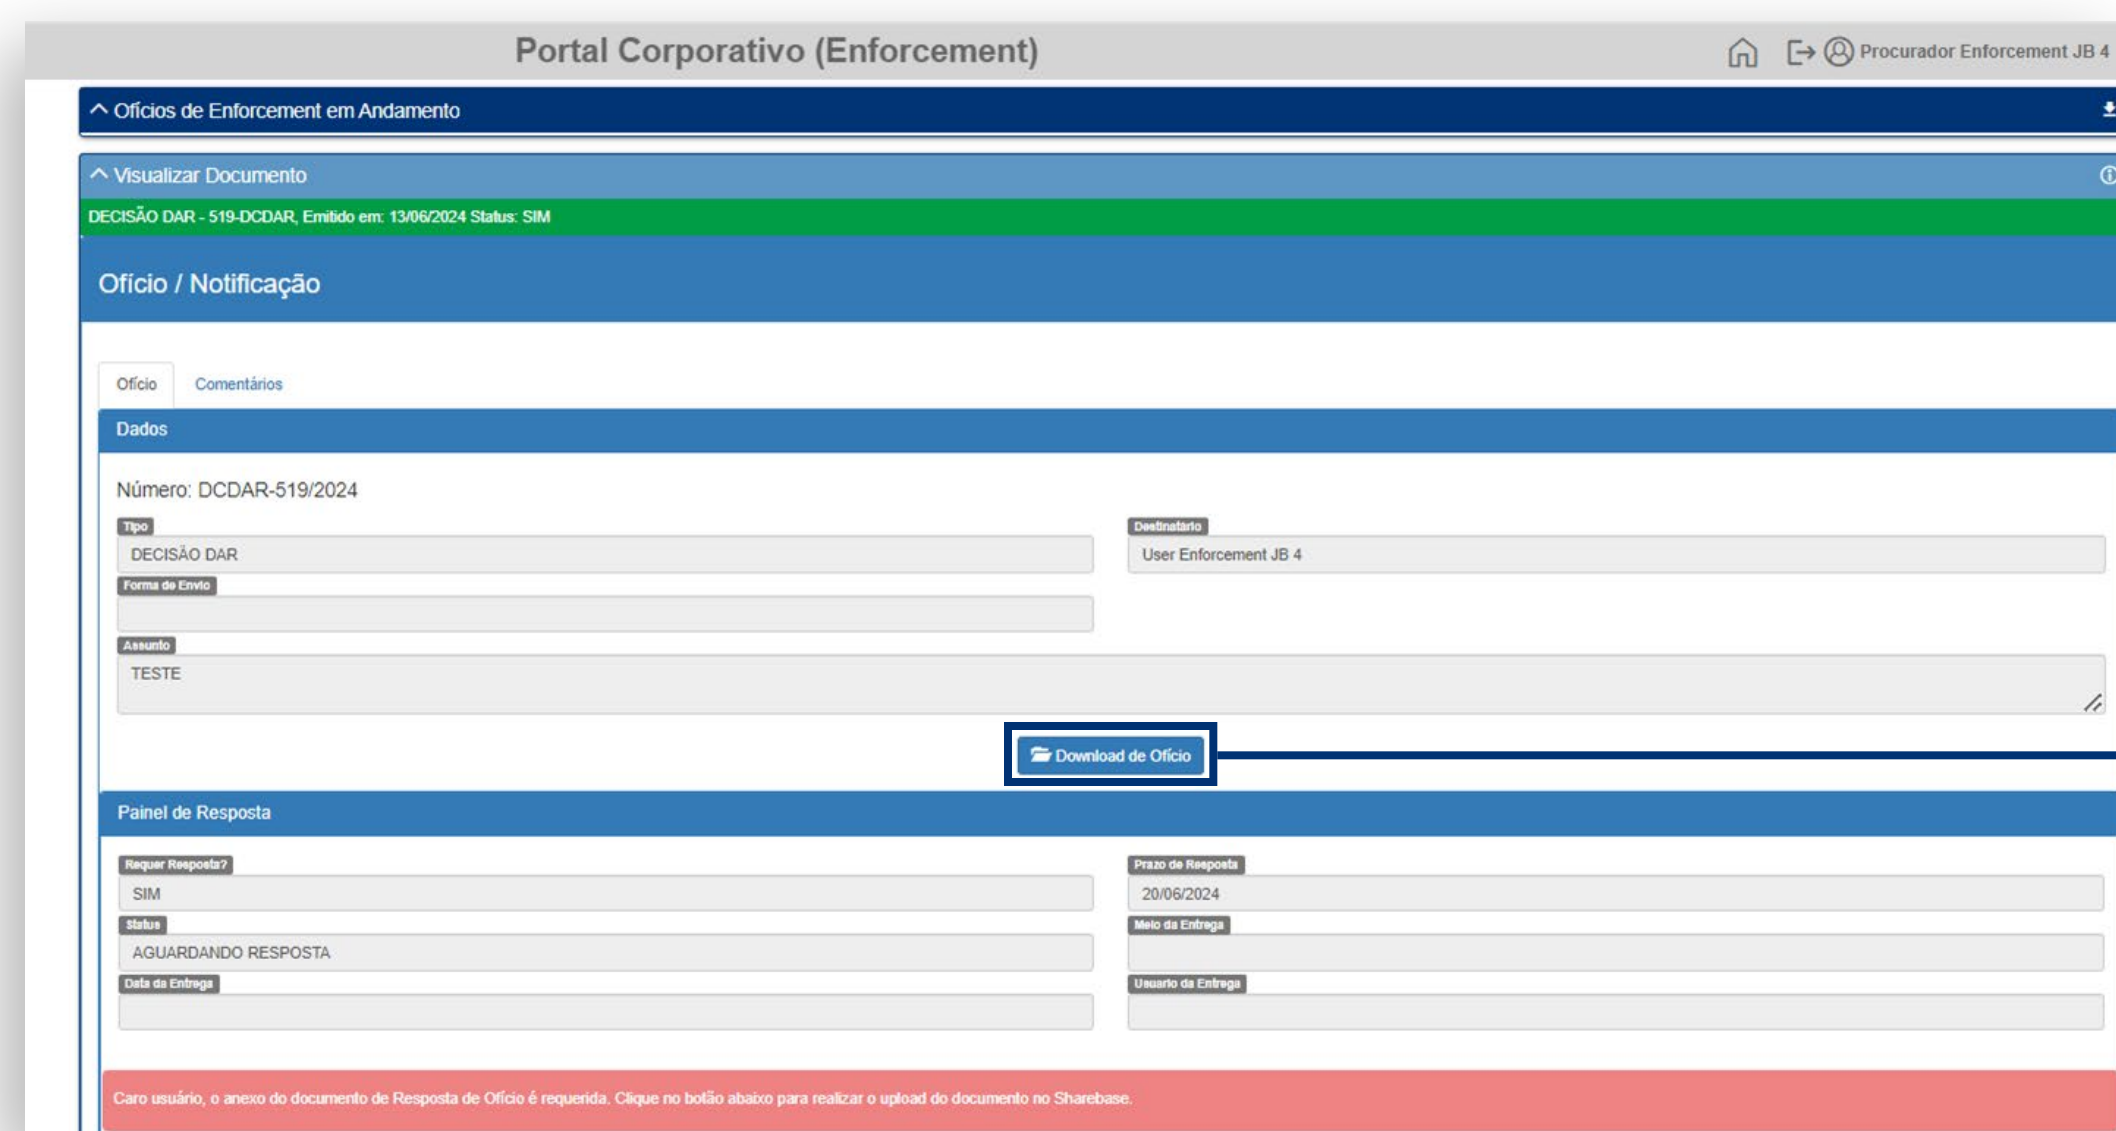 Portal Corporativo (Enforcement)
Procurador Enforcement JB 4
Ofícios de Enforcement em Andamento
Visualizar Documento
DECISÃO DAR - 519-DCDAR, Emitido em: 13/06/2024 Status: SIM
Ofício / Notificação
Ofício Comentários
Dados
Número: DCDAR-519/2024
Tipo Destinatário
DECISÃO DAR User Enforcement JB 4
Forma de Envio
Assunto
TESTE
Download de Ofício
Painel de Resposta
Requer Resposta? Prazo de Resposta
SIM 20/06/2024
Status Meio da Entrega
AGUARDANDO RESPOSTA
Data da Entrega Usuario da Entrega
Caro usuário, o anexo do documento de Resposta de Ofício é requerida. Clique no botão abaixo para realizar o upload do documento no Sharebase.